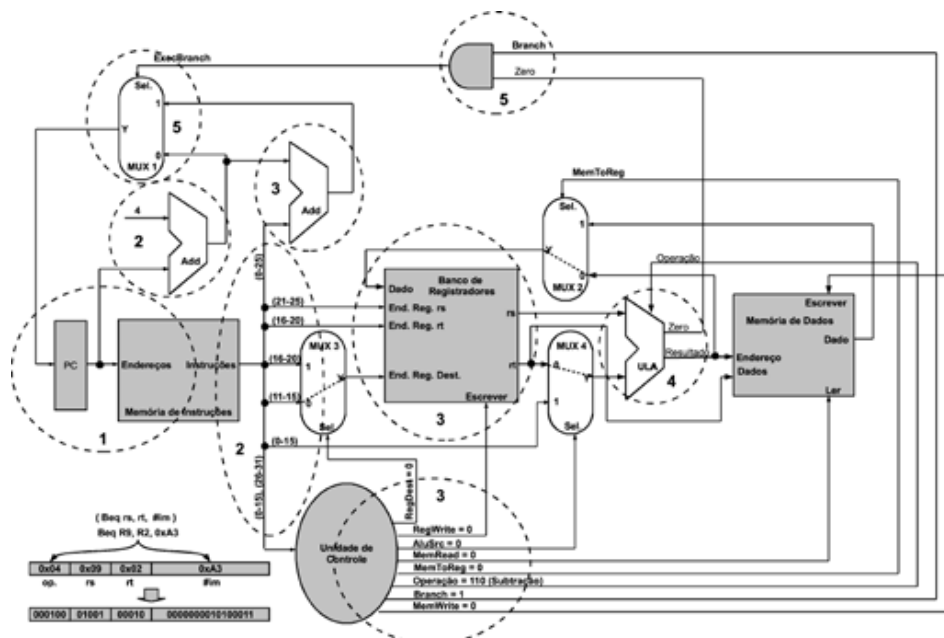 Branch
ExecBranch
Zero
5
Sel.
1
Y
5
0
MUX 1
3
Add
4
2
Add
MemToReg
Sel.
1
Y
0
MUX 2
Operação
(0-25)
Banco de
Registradores
Dado
(21-25)
End. Reg. rs
(16-20)
End. Reg. rt
rs
Escrever
Memória de Dados
Zero
Dado
PC
Endereços
Instruções
(16-20)
MUX 3
1
Y
End. Reg. Dest.
rt
MUX 4
0
Y
ULA
Resultado
Endereço
Dados
4
(11-15)
0
Escrever
1
Ler
Memória de Instruções
Sel.
3
Sel.
1
2
(0-15)
(0-15), (26-31)
RegDest = 0
3
( Beq rs, rt, #im )
Beq R9, R2, 0xA3
Unidade de
Controle
RegWrite = 0
AluSrc = 0
MemRead = 0
MemToReg = 0
Operação = 110 (Subtração)
Branch = 1
MemWrite = 0
0x04 0x09 0x02 0xA3
op. rs rt #im
000100 01001 00010 0000000010100011